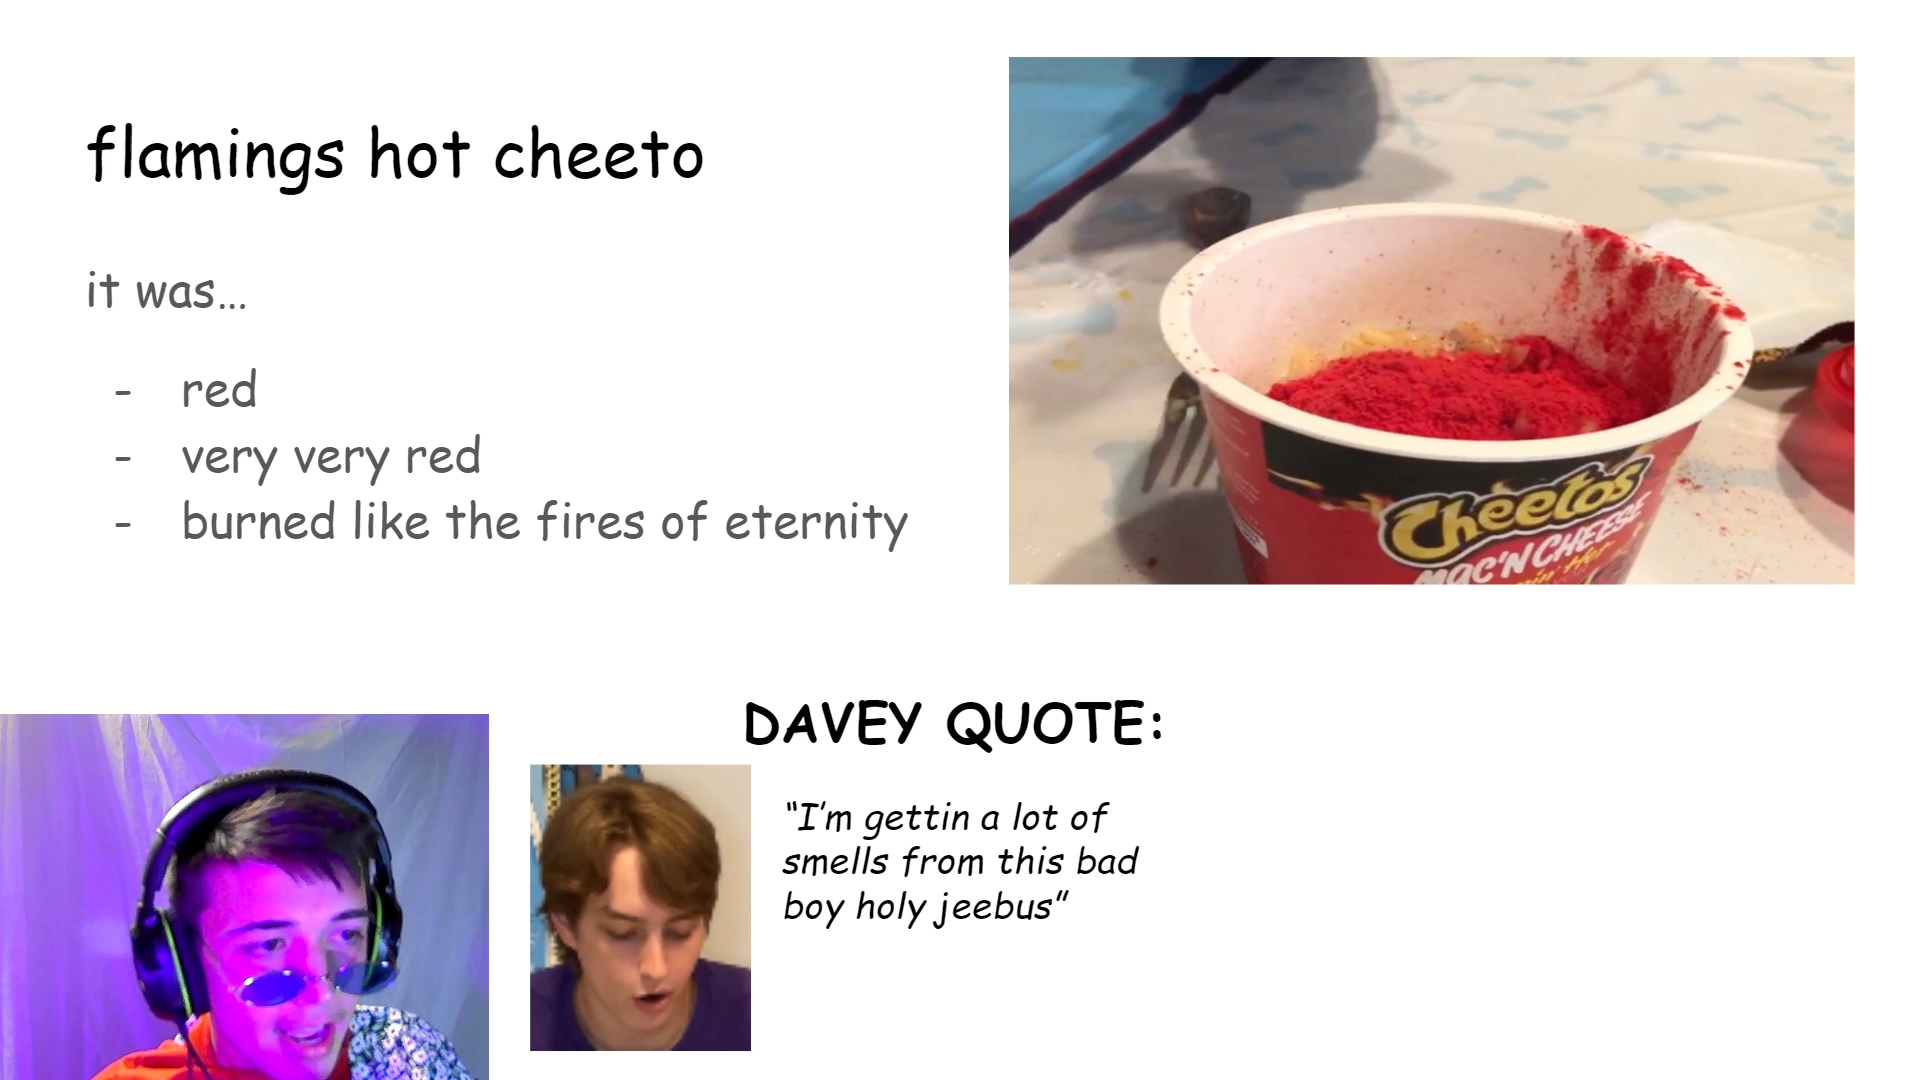 flamings hot cheeto
it was...
- red
- very very red
- burned like the fires of eternity
Cheetos
MAC'N CHEESE
Hot
DAVEY QUOTE:
"I'm gettin a lot of
smells from this bad
boy holy jeebus"